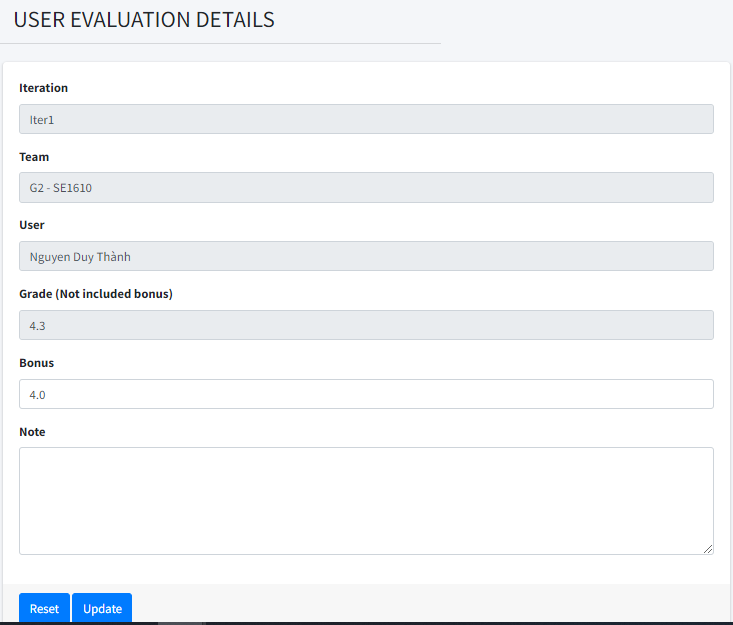 USER EVALUATION DETAILS
Iteration
Iter1
Team
G2 - SE1610
User
Nguyen Duy Thành
Grade (Not included bonus)
4.3
Bonus
4.0
Note
Reset Update